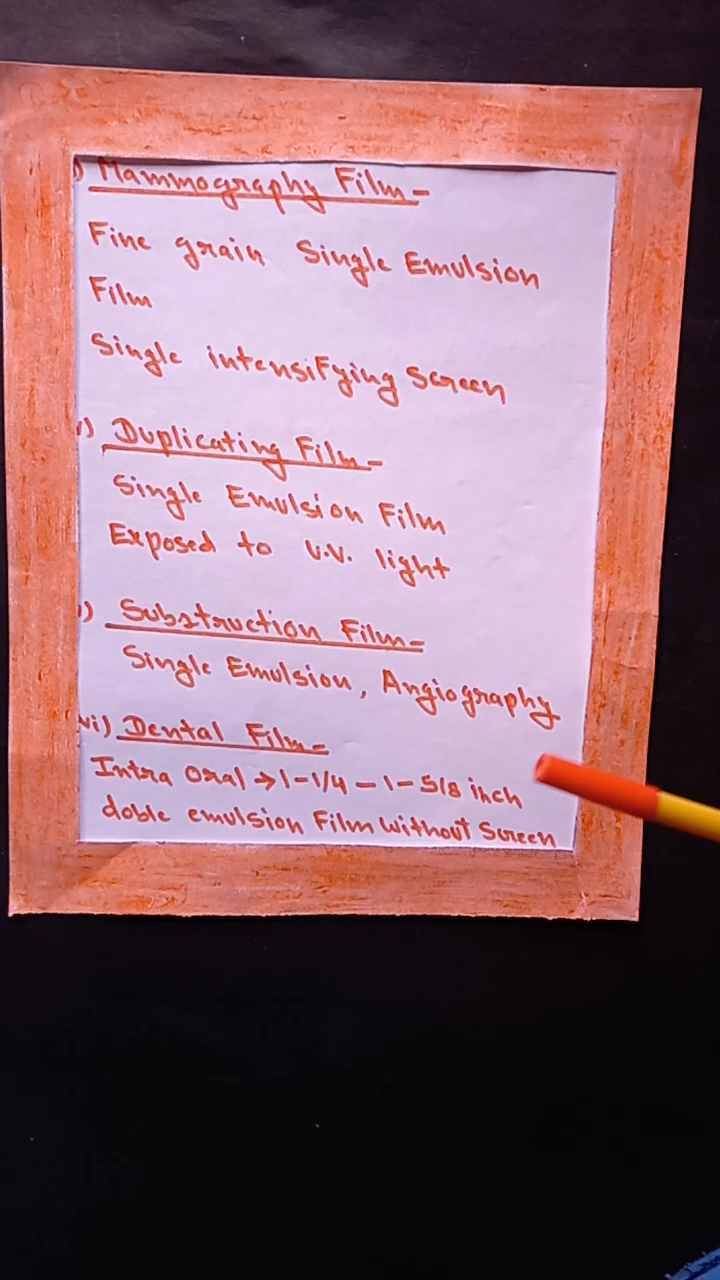 ) Mammography Film-
Fine grain Single Emulsion
Film
Single intensifying Screen
) Duplicating Film-
Single Emulsion Film
Exposed to U.V. light
) Substruction Film-
Single Emulsion, Angiography
vi) Dental Film-
Intra Oral → 1-1/4 - 1-5/8 inch
doble emulsion Film Without Screen